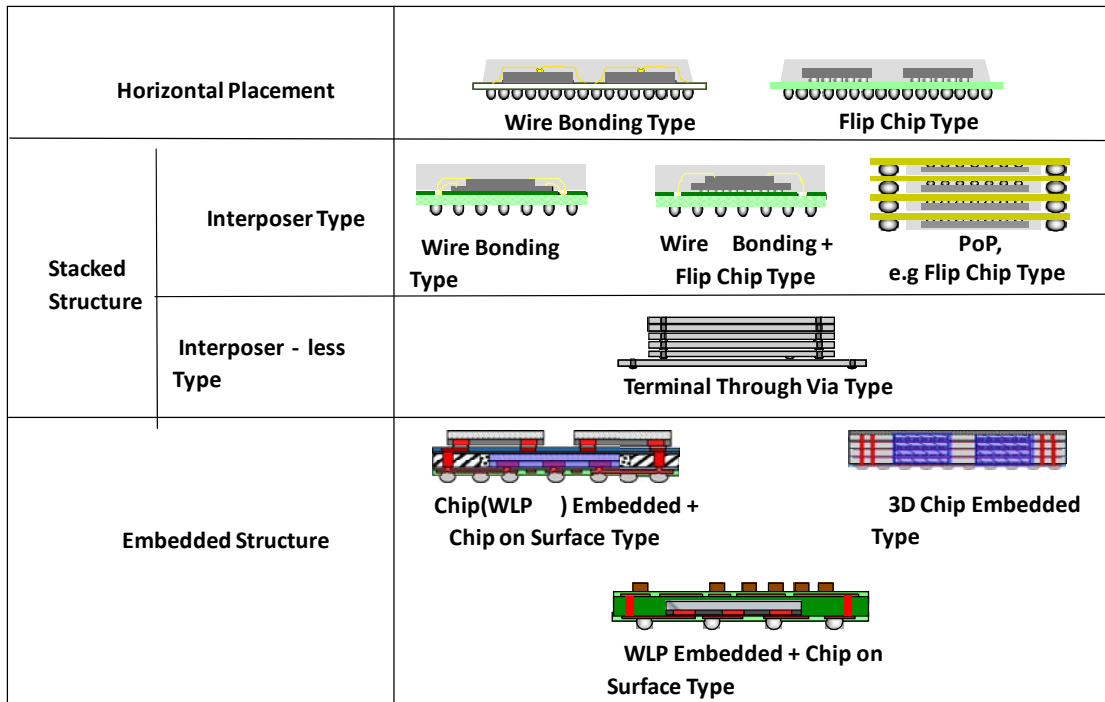 Horizontal Placement
Wire Bonding Type
Flip Chip Type
Stacked
Structure
Interposer Type
Wire Bonding
Type
Wire Bonding +
Flip Chip Type
PoP,
e.g Flip Chip Type
Interposer - less
Type
Terminal Through Via Type
Embedded Structure
Chip(WLP ) Embedded +
Chip on Surface Type
3D Chip Embedded
Type
WLP Embedded + Chip on
Surface Type